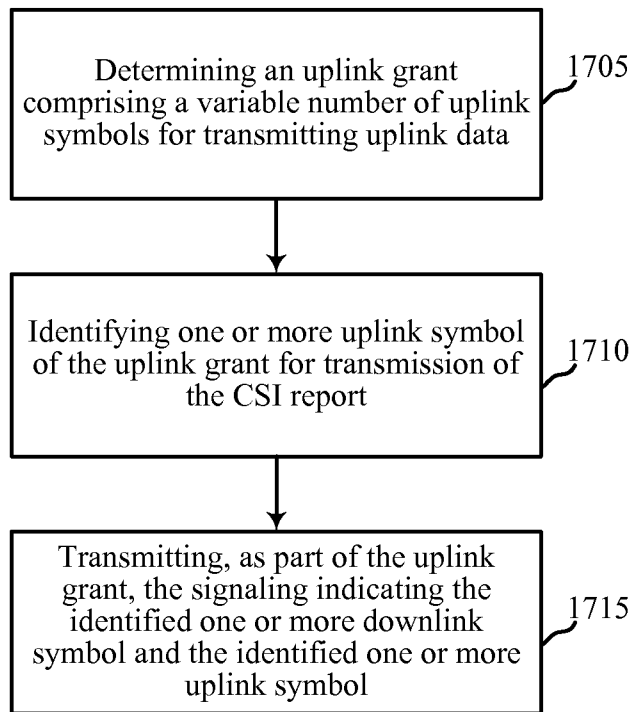 Determining an uplink grant
comprising a variable number of uplink
symbols for transmitting uplink data
1705
Identifying one or more uplink symbol
of the uplink grant for transmission of
the CSI report
1710
Transmitting, as part of the uplink
grant, the signaling indicating the
identified one or more downlink
symbol and the identified one or more
uplink symbol
1715